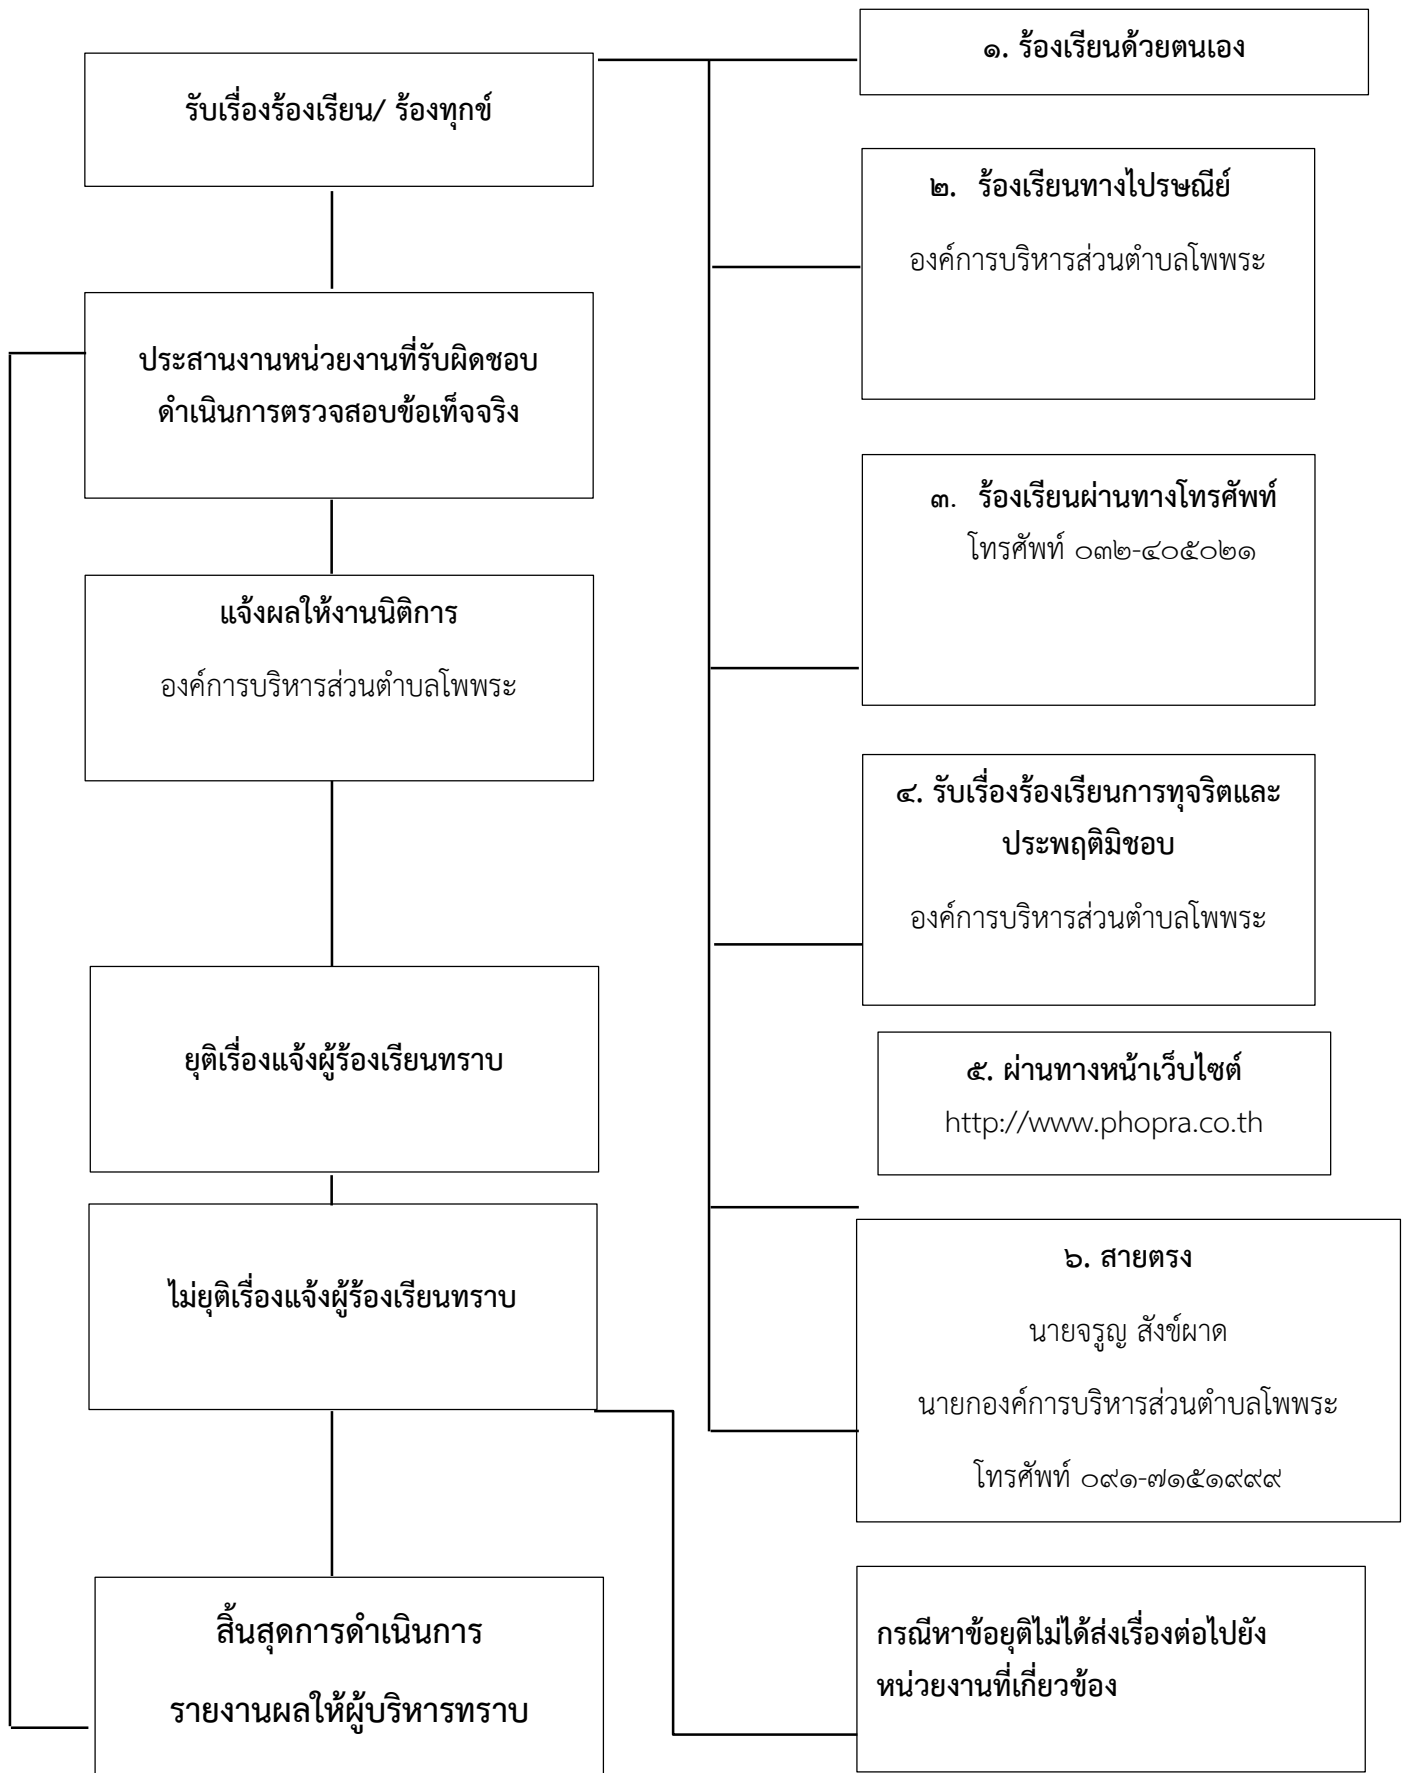 รับเรื่องร้องเรียน/ ร้องทุกข์
ประสานงานหน่วยงานที่รับผิดชอบ
ดำเนินการตรวจสอบข้อเท็จจริง
แจ้งผลให้งานนิติการ
องค์การบริหารส่วนตำบลโพพระ
ยุติเรื่องแจ้งผู้ร้องเรียนทราบ
ไม่ยุติเรื่องแจ้งผู้ร้องเรียนทราบ
สิ้นสุดการดำเนินการ
รายงานผลให้ผู้บริหารทราบ
๑. ร้องเรียนด้วยตนเอง
๒. ร้องเรียนทางไปรษณีย์
องค์การบริหารส่วนตำบลโพพระ
๓. ร้องเรียนผ่านทางโทรศัพท์
โทรศัพท์ ๐๓๒-๔๐๕๐๒๑
๔. รับเรื่องร้องเรียนการทุจริตและ
ประพฤติมิชอบ
องค์การบริหารส่วนตำบลโพพระ
๕. ผ่านทางหน้าเว็บไซต์
http://www.phopra.co.th
๖. สายตรง
นายจรูญ สังข์ผาด
นายกองค์การบริหารส่วนตำบลโพพระ
โทรศัพท์ ๐๙๑-๗๑๕๑๙๙๙
กรณีหาข้อยุติไม่ได้ส่งเรื่องต่อไปยัง
หน่วยงานที่เกี่ยวข้อง